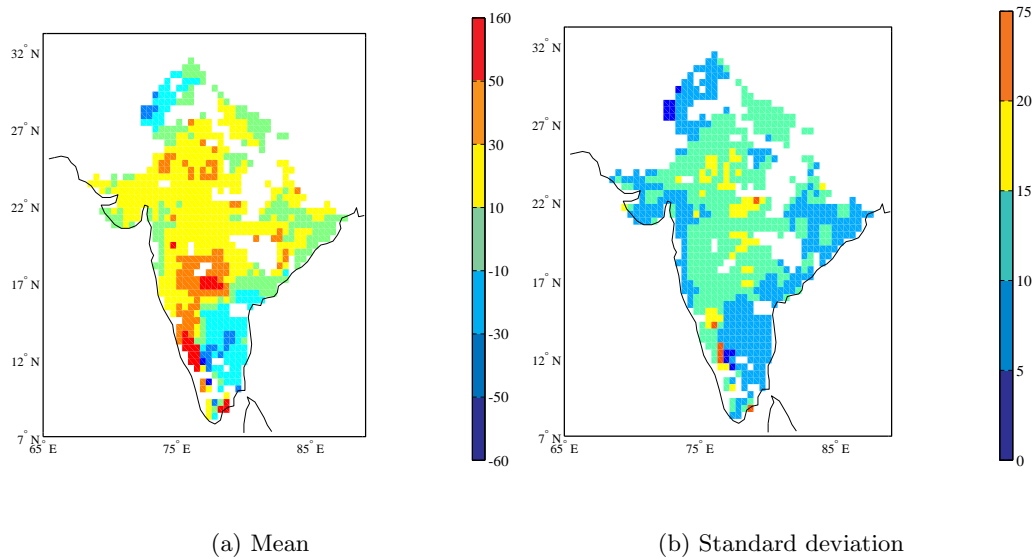 160
50
30
10
-10
-30
-50
-60
32° N
27° N
22° N
17° N
12° N
7° N
65° E
75° E
85° E
75
20
15
10
5
0
32° N
27° N
22° N
17° N
12° N
7° N
65° E
75° E
85° E
(a) Mean
(b) Standard deviation